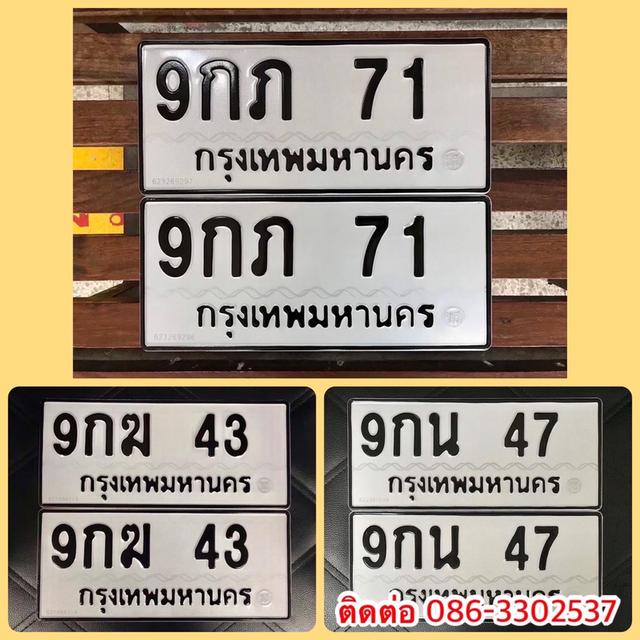 9กภ 71
กรุงเทพมหานคร
9กภ 71
กรุงเทพมหานคร
9กฆ 43
กรุงเทพมหานคร
9กฆ 43
กรุงเทพมหานคร
9กน 47
กรุงเทพมหานคร
9กน 47
กรุงเทพมหานคร
ติดต่อ 086-3302537